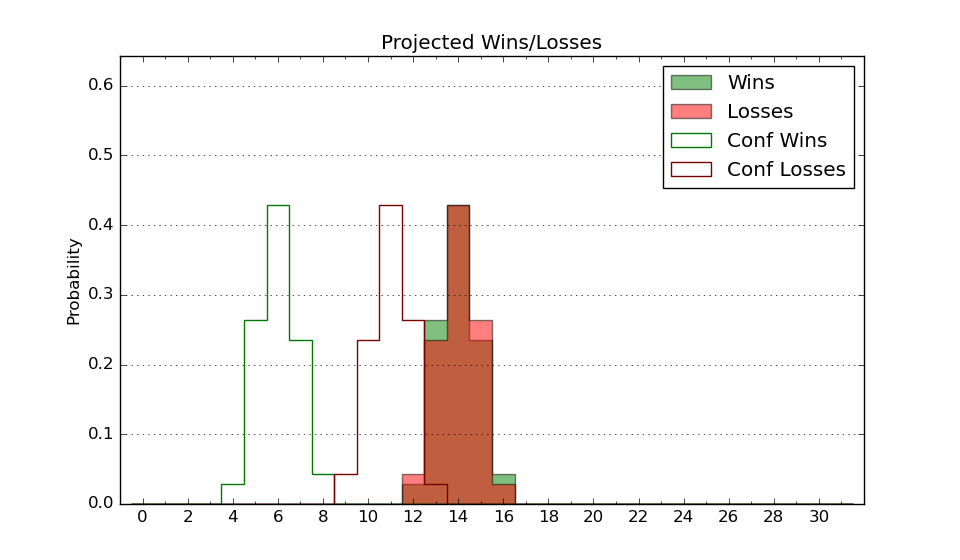 Projected Wins/Losses
0.6
0.5
0.4
0.3
0.2
0.1
0.0
Probability
Wins
Losses
Conf Wins
Conf Losses
0 2 4 6 8 10 12 14 16 18 20 22 24 26 28 30